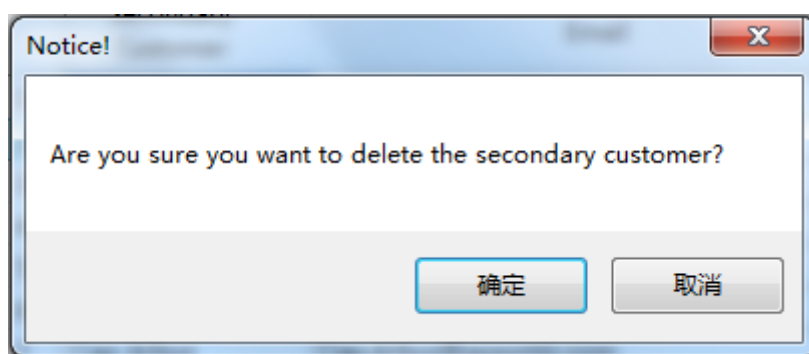 Notice!
Are you sure you want to delete the secondary customer?
确定
取消